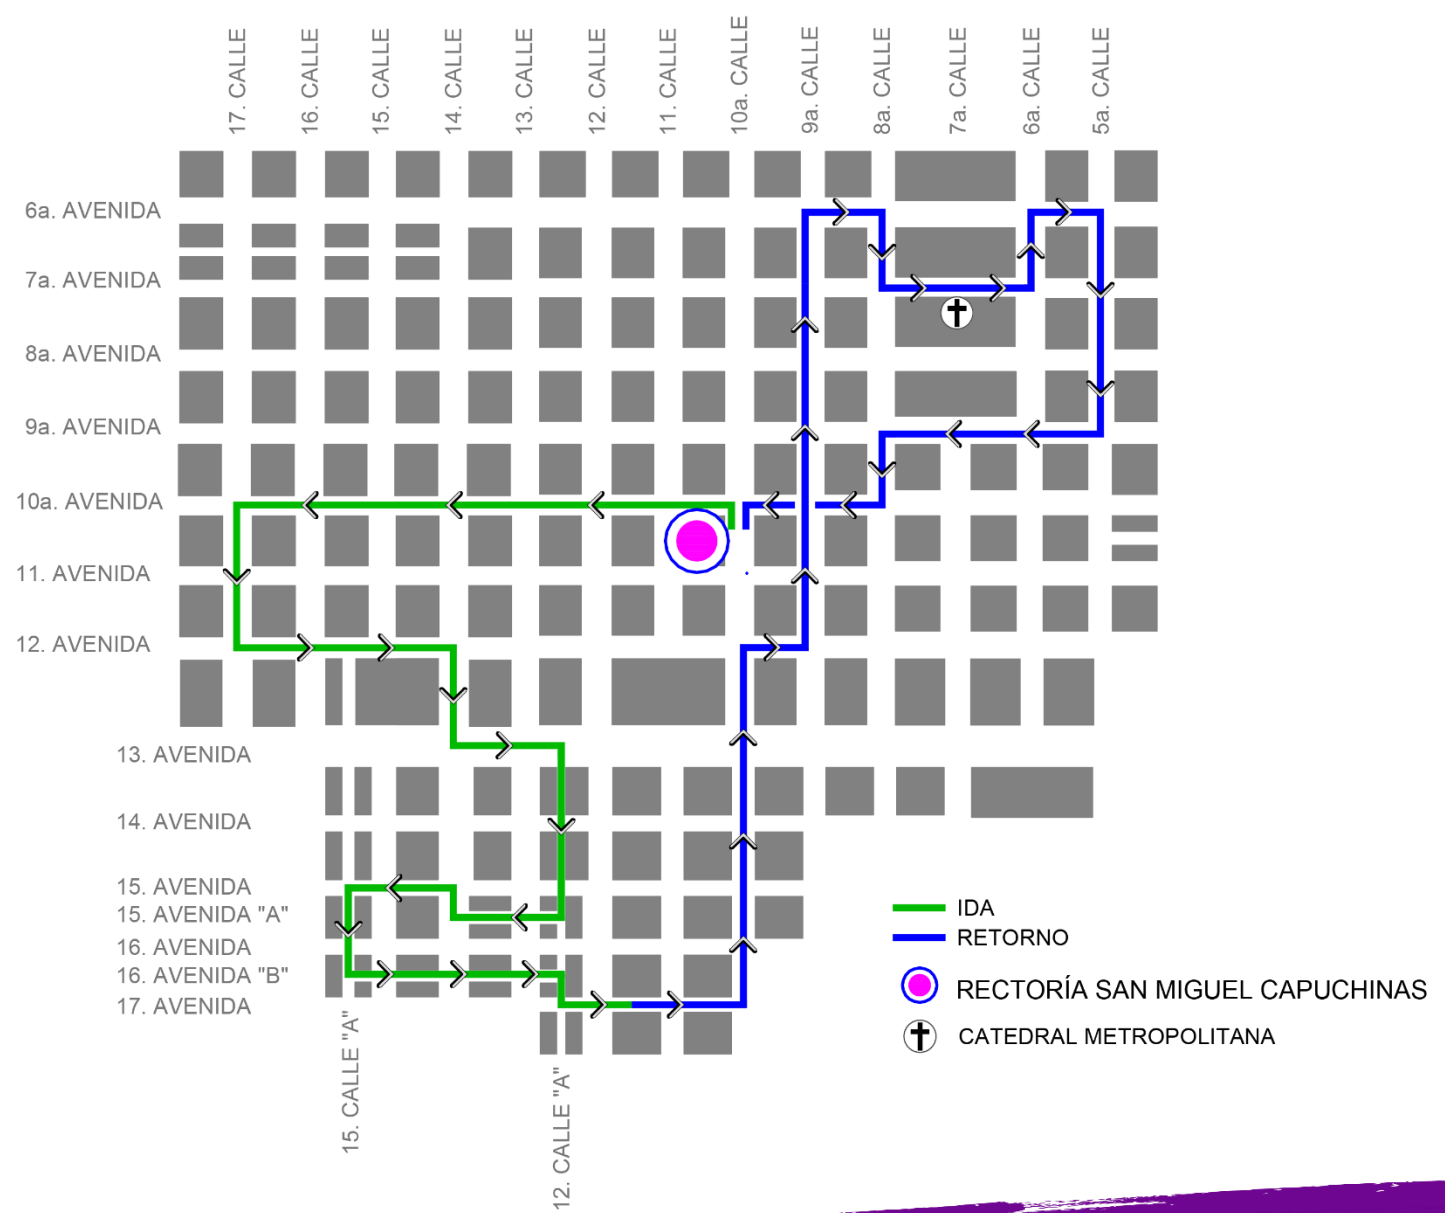 17. CALLE
16. CALLE
15. CALLE
14. CALLE
13. CALLE
12. CALLE
11. CALLE
10a. CALLE
9a. CALLE
8a. CALLE
7a. CALLE
6a. CALLE
5a. CALLE
6a. AVENIDA
7a. AVENIDA
8a. AVENIDA
9a. AVENIDA
10a. AVENIDA
11. AVENIDA
12. AVENIDA
13. AVENIDA
14. AVENIDA
15. AVENIDA
15. AVENIDA "A"
16. AVENIDA
16. AVENIDA "B"
17. AVENIDA
15. CALLE "A"
12. CALLE "A"
IDA
RETORNO
RECTORÍA SAN MIGUEL CAPUCHINAS
CATEDRAL METROPOLITANA